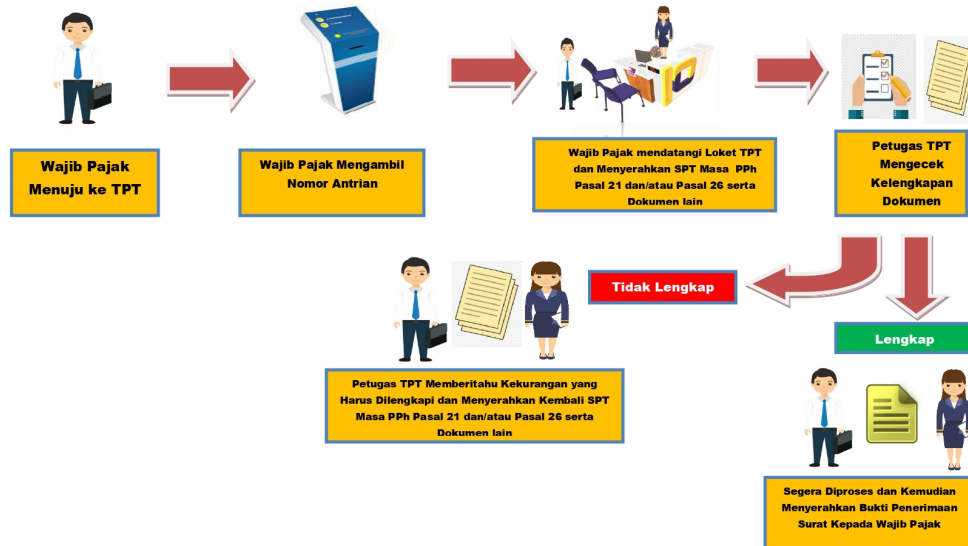 Wajib Pajak
Menuju ke TPT
Wajib Pajak Mengambil
Nomor Antrian
Wajib Pajak mendatangi Loket TPT
dan Menyerahkan SPT Masa PPh
Pasal 21 dan/atau Pasal 26 serta
Dokumen lain
Petugas TPT
Mengecek
Kelengkapan
Dokumen
Tidak Lengkap
Lengkap
Petugas TPT Memberitahu Kekurangan yang
Harus Dilengkapi dan Menyerahkan Kembali SPT
Masa PPh Pasal 21 dan/atau Pasal 26 serta
Dokumen lain
Segera Diproses dan Kemudian
Menyerahkan Bukti Penerimaan
Surat Kepada Wajib Pajak